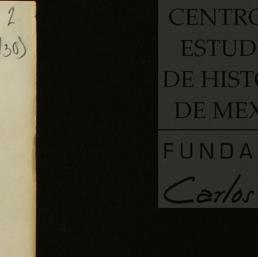 2
/30)
CENTRO
ESTUD
DE HISTO
DE MEX
FUNDA
Carlos